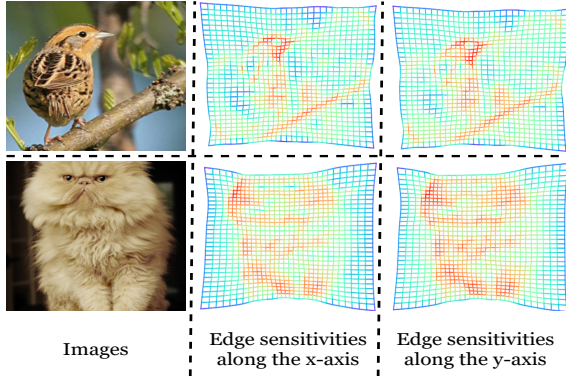 Images
Edge sensitivities
along the x-axis
Edge sensitivities
along the y-axis